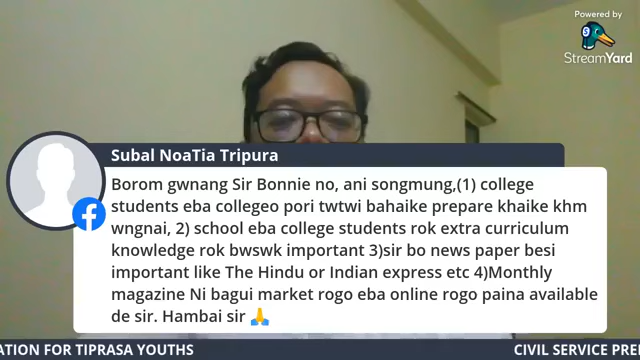 Powered by
StreamYard
Subal NoaTia Tripura
Borom gwnang Sir Bonnie no, ani songmung,(1) college
students eba collegeo pori twtwi bahaike prepare khaike khm
wngnai, 2) school eba college students rok extra curriculum
knowledge rok bwswk important 3)sir bo news paper besi
important like The Hindu or Indian express etc 4)Monthly
magazine Ni bagui market rogo eba online rogo paina available
de sir. Hambai sir 🙏
ATION FOR TIPRASA YOUTHS CIVIL SERVICE PRE